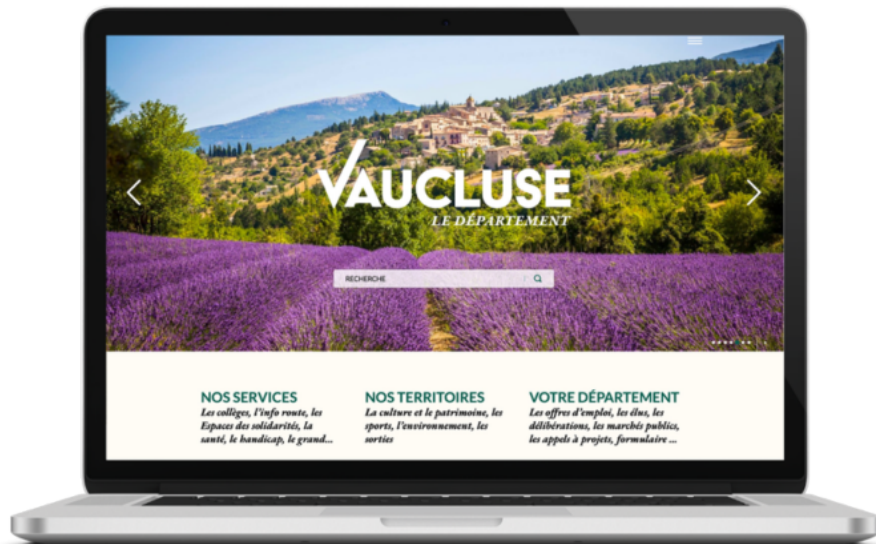 VAUCLUSE
LE DÉPARTEMENT
RECHERCHE
NOS SERVICES
Les collèges, l'info route, les
Espaces des solidarités, la
santé, le handicap, le grand...
NOS TERRITOIRES
La culture et le patrimoine, les
sports, l'environnement, les
sorties
VOTRE DÉPARTEMENT
Les offres d'emploi, les élus, les
délibérations, les marchés publics,
les appels à projets, formulaire ...